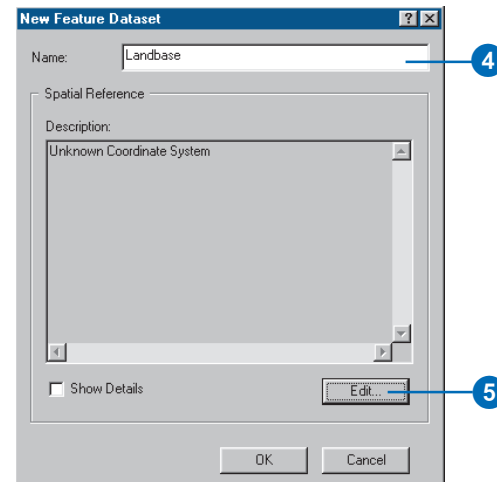 New Feature Dataset
Name: Landbase 4
Spatial Reference
Description:
Unknown Coordinate System
Show Details Edit... 5
OK Cancel